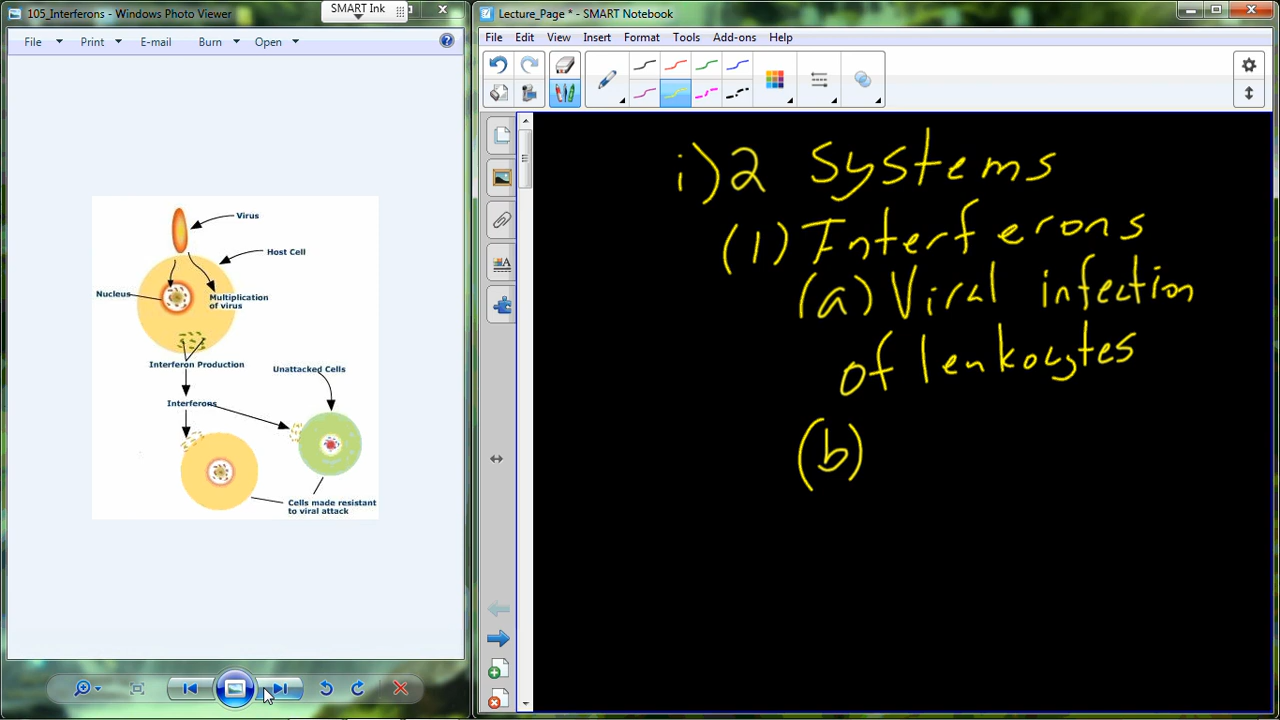 105_Interferons - Windows Photo Viewer
SMART Ink
File Print E-mail Burn Open
Virus
Host Cell
Nucleus
Multiplication
of virus
Interferon Production
Unattacked Cells
Interferons
Cells made resistant
to viral attack
Lecture_Page * - SMART Notebook
File Edit View Insert Format Tools Add-ons Help
i) 2 Systems
(1) Interferons
(a) Viral infection
of leukocytes
(b)